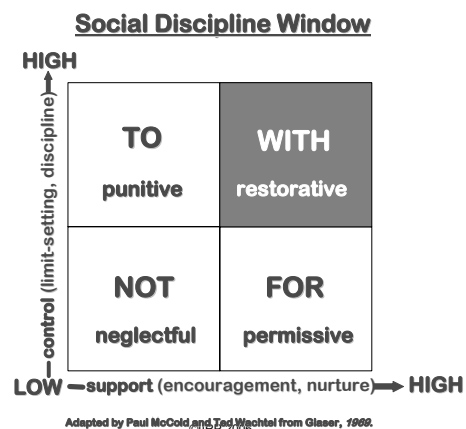 Social Discipline Window
HIGH
control (limit-setting, discipline)
TO
punitive
WITH
restorative
NOT
neglectful
FOR
permissive
LOW
support (encouragement, nurture)
HIGH
Adapted by Paul McCold and Ted Wachtel from Glaser, 1969.